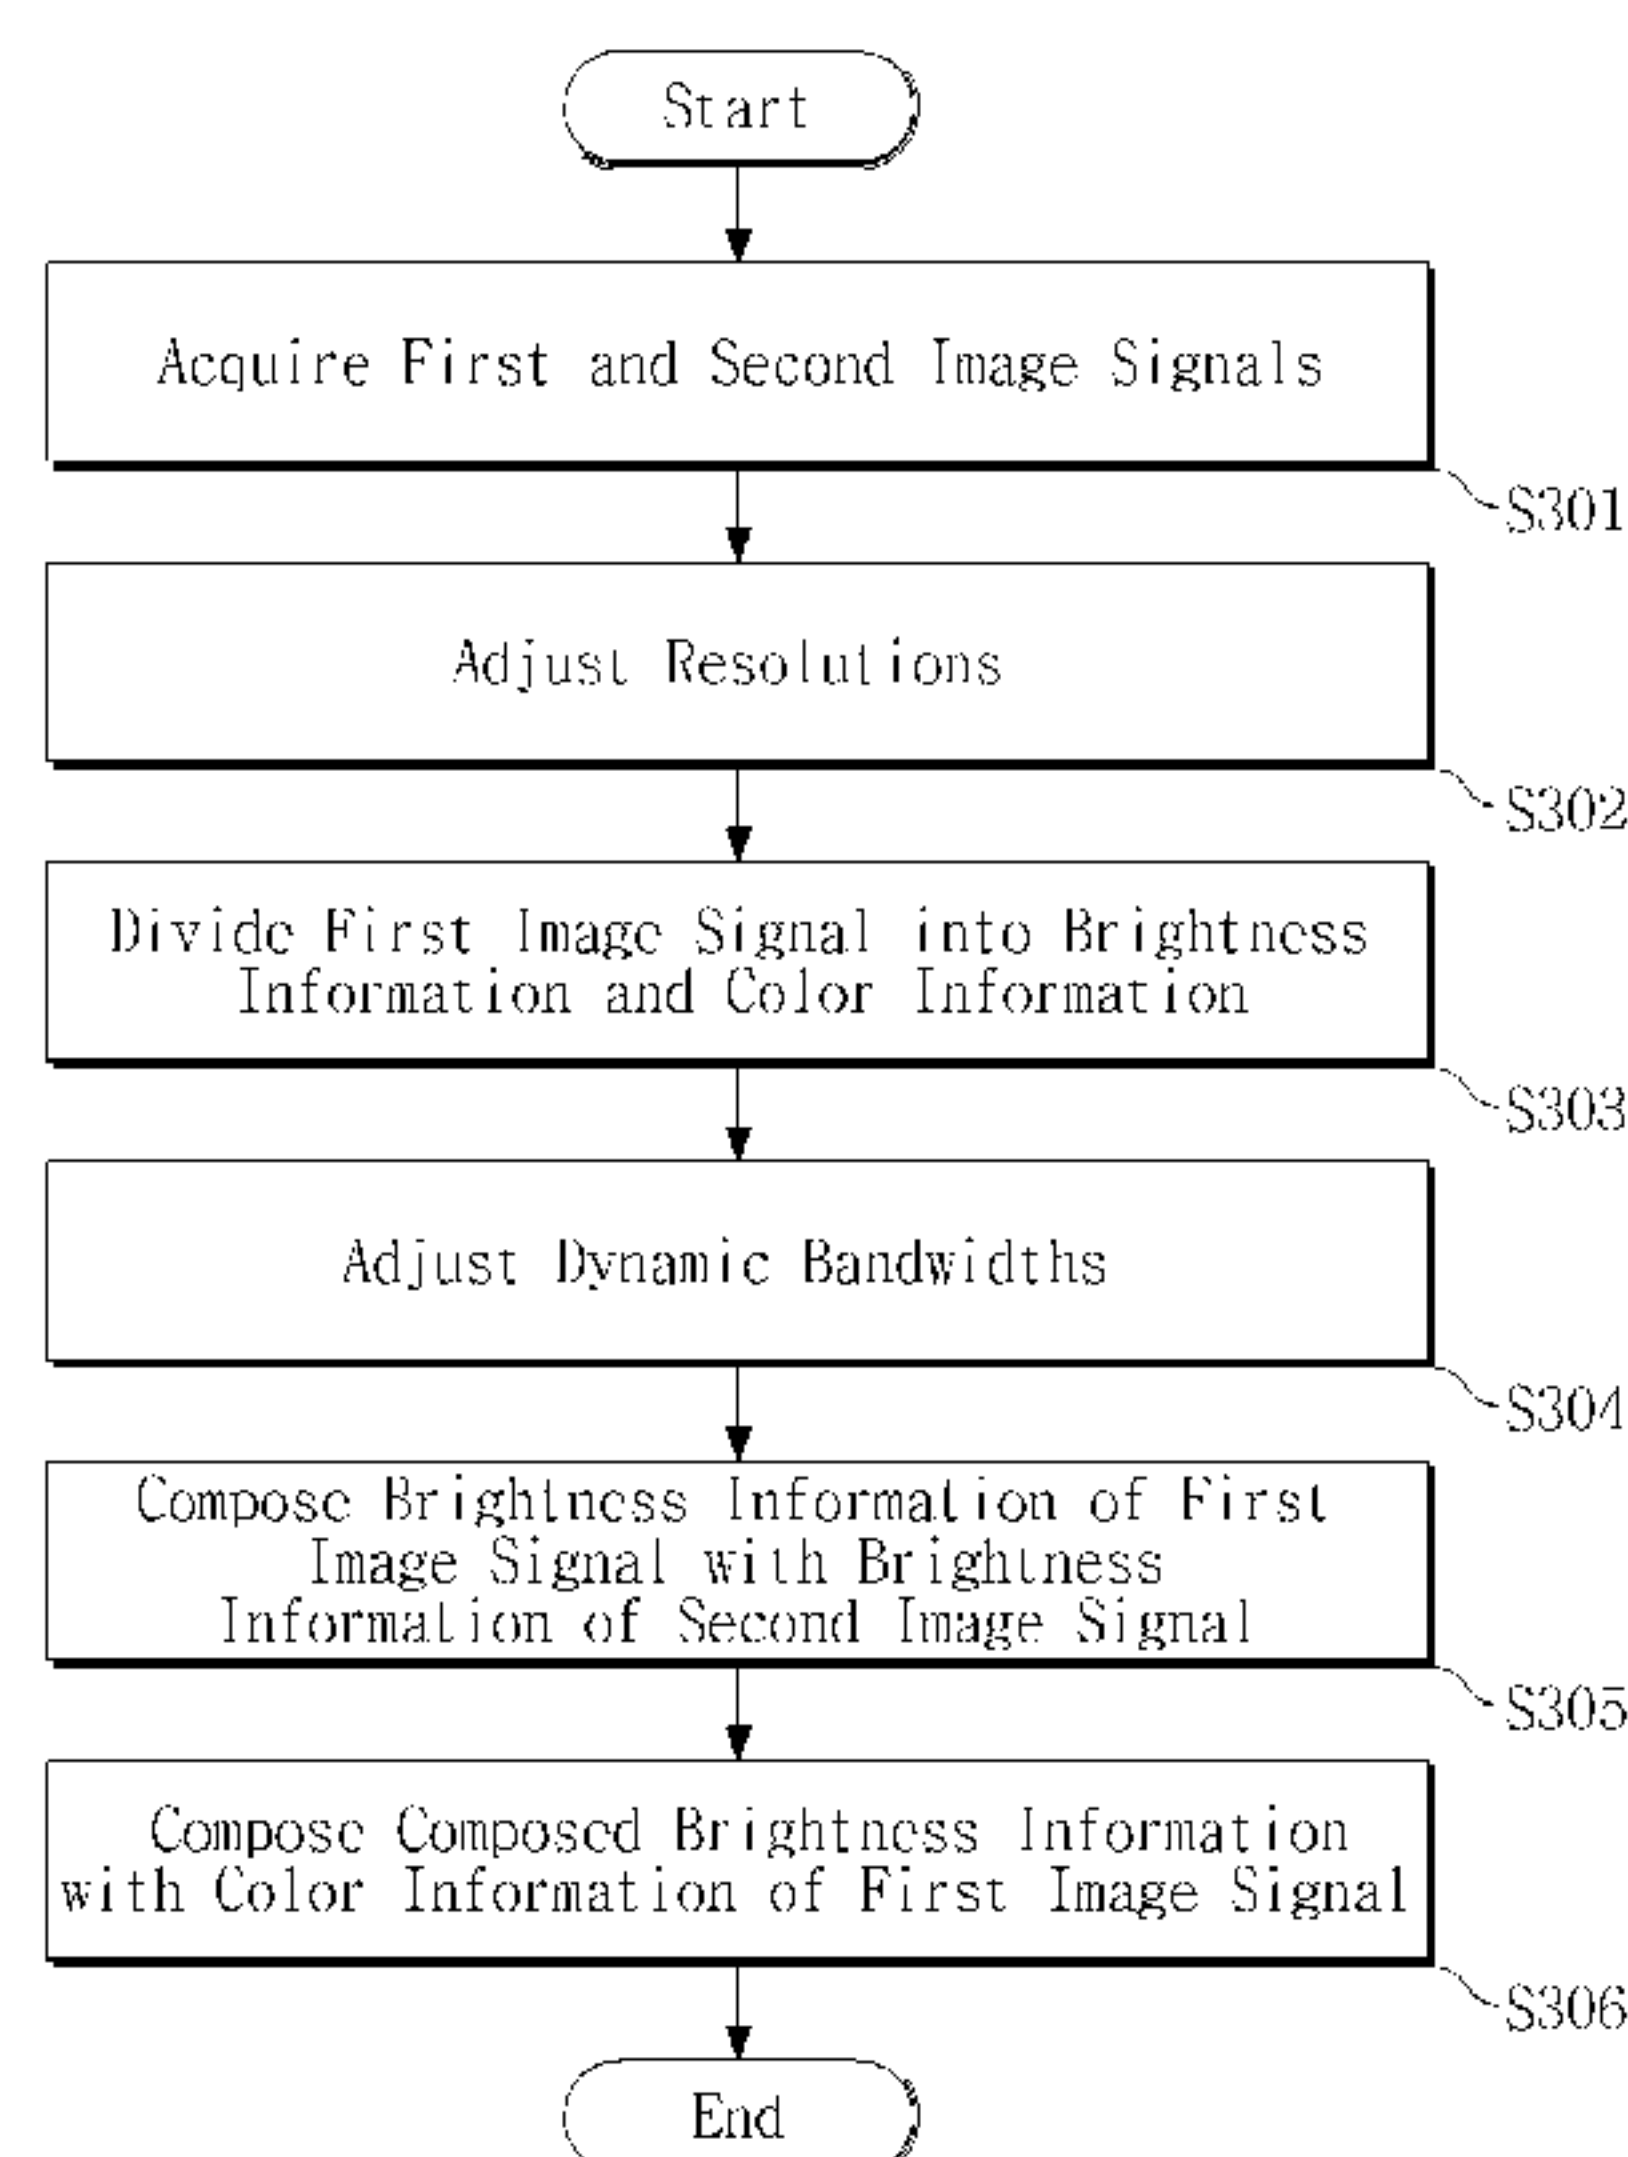 Start
Acquire First and Second Image Signals
S301
Adjust Resolutions
S302
Divide First Image Signal into Brightness
Information and Color Information
S303
Adjust Dynamic Bandwidths
S304
Compose Brightness Information of First
Image Signal with Brightness
Information of Second Image Signal
S305
Compose Composed Brightness Information
with Color Information of First Image Signal
S306
End